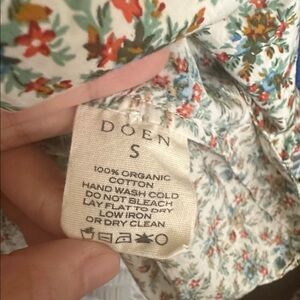 DOEN
S
100% ORGANIC
COTTON
HAND WASH COLD
DO NOT BLEACH
LAY FLAT TO DRY
LOW IRON
OR DRY CLEAN